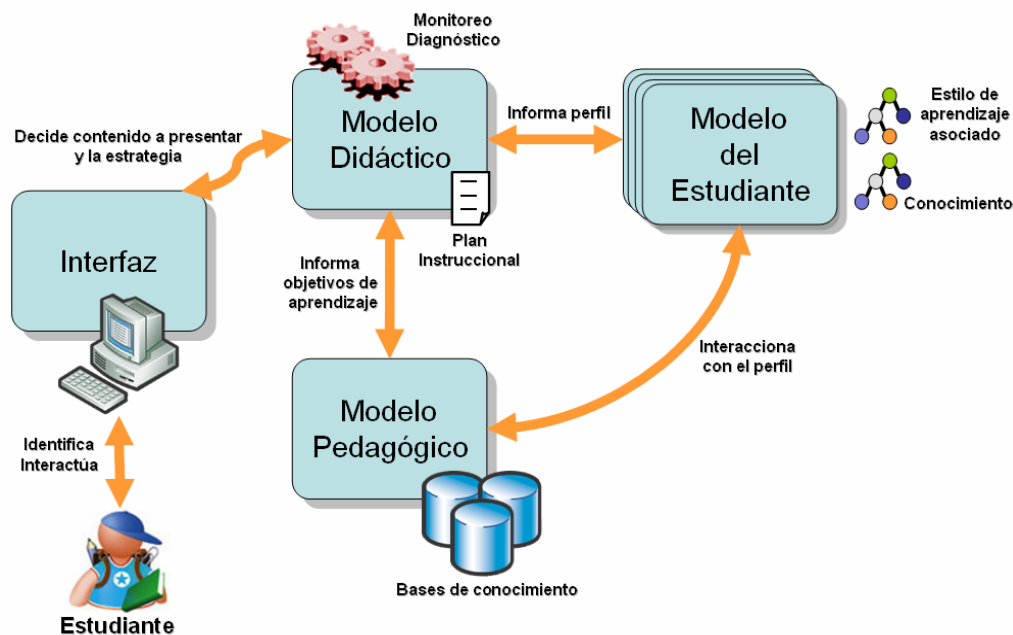 Monitoreo
Diagnóstico
Modelo
Didáctico
Plan
Instruccional
Informa perfil
Modelo
del
Estudiante
Estilo de
aprendizaje
asociado
Conocimiento
Decide contenido a presentar
y la estrategia
Interfaz
Informa
objetivos de
aprendizaje
Interacciona
con el perfil
Modelo
Pedagógico
Bases de conocimiento
Identifica
Interactúa
Estudiante